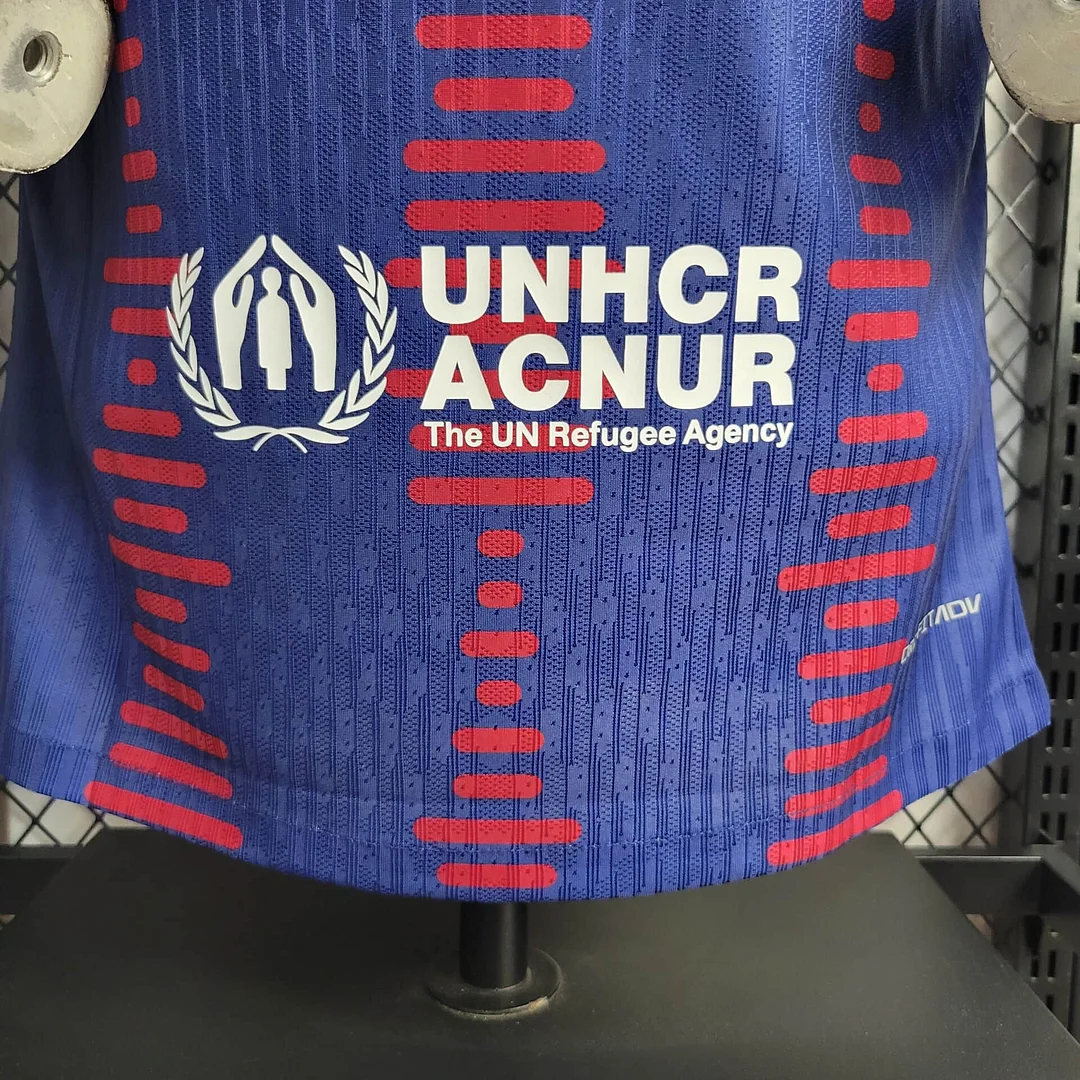 UNHCR
ACNUR
The UN Refugee Agency